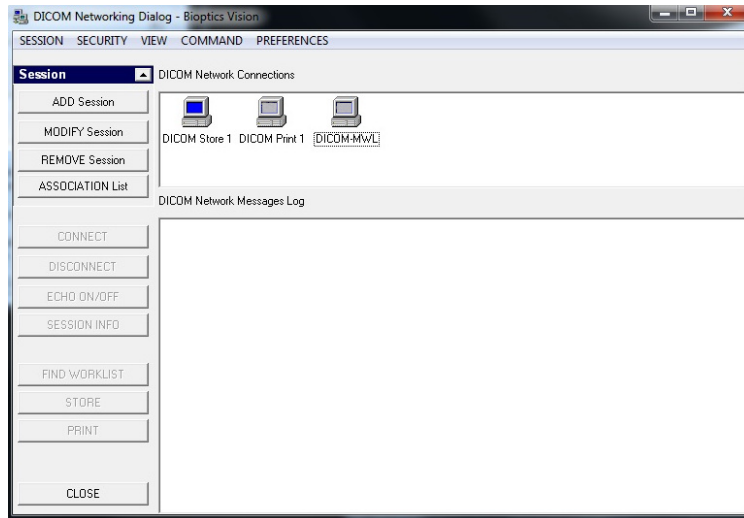 DICOM Networking Dialog - Bioptics Vision
SESSION SECURITY VIEW COMMAND PREFERENCES
Session
ADD Session
MODIFY Session
REMOVE Session
ASSOCIATION List
CONNECT
DISCONNECT
ECHO ON/OFF
SESSION INFO
FIND WORKLIST
STORE
PRINT
CLOSE
DICOM Network Connections
DICOM Store 1 DICOM Print 1 DICOM-MWL
DICOM Network Messages Log